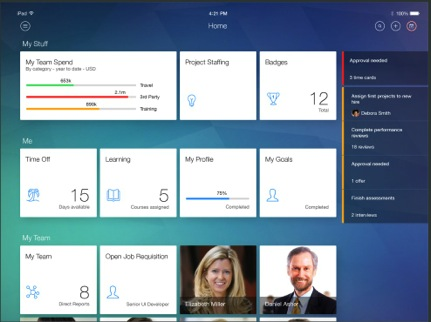 iPad
4:21 PM
100%
Home
My Stuff
My Team Spend
By category - year to date - USD
653k
Travel
2.1m
3rd Party
899k
Training
Project Staffing
Badges
12
Total
Approval needed
5 time cards
Assign first projects to new
hire
Debora Smith
Complete performance
reviews
18 reviews
Approval needed
1 offer
Finish assessments
2 interviews
Me
Time Off
15
Days available
Learning
5
Courses assigned
My Profile
75%
Completed
My Goals
Completed
My Team
My Team
8
Direct Reports
Open Job Requisition
Senior UI Developer
Elizabeth Miller
Daniel